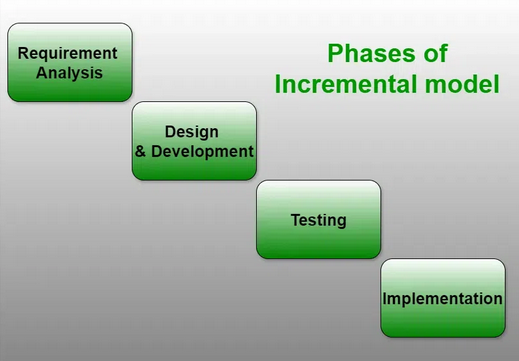 Phases of
Incremental model
Requirement
Analysis
Design
& Development
Testing
Implementation